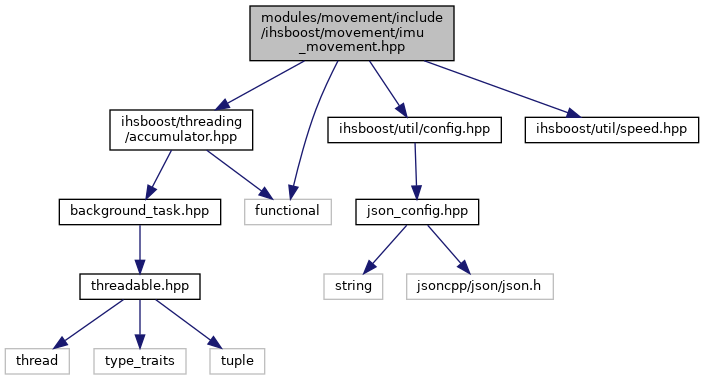 modules/movement/include
/ihsboost/movement/imu
_movement.hpp
ihsboost/threading
/accumulator.hpp
ihsboost/util/config.hpp
ihsboost/util/speed.hpp
background_task.hpp
functional
json_config.hpp
threadable.hpp
string
jsoncpp/json/json.h
thread
type_traits
tuple